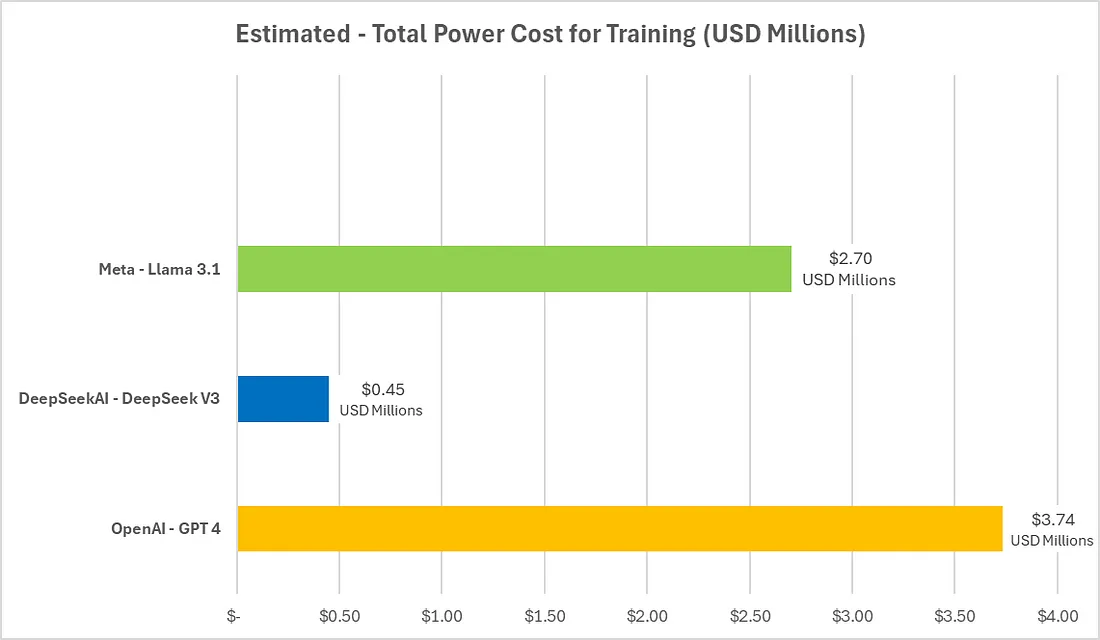 Estimated - Total Power Cost for Training (USD Millions)
Meta - Llama 3.1
$2.70
USD Millions
DeepSeekAI - DeepSeek V3
$0.45
USD Millions
OpenAI - GPT 4
$3.74
USD Millions
$- $0.50 $1.00 $1.50 $2.00 $2.50 $3.00 $3.50 $4.00